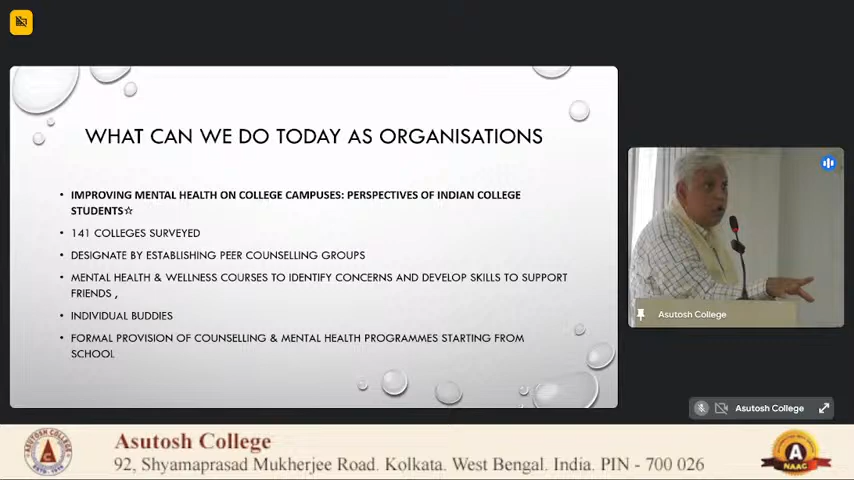 WHAT CAN WE DO TODAY AS ORGANISATIONS
• IMPROVING MENTAL HEALTH ON COLLEGE CAMPUSES: PERSPECTIVES OF INDIAN COLLEGE
STUDENTS☆
• 141 COLLEGES SURVEYED
• DESIGNATE BY ESTABLISHING PEER COUNSELLING GROUPS
• MENTAL HEALTH & WELLNESS COURSES TO IDENTIFY CONCERNS AND DEVELOP SKILLS TO SUPPORT
FRIENDS ,
• INDIVIDUAL BUDDIES
• FORMAL PROVISION OF COUNSELLING & MENTAL HEALTH PROGRAMMES STARTING FROM
SCHOOL
Asutosh College
Asutosh College
ASUTOSH COLLEGE
Asutosh College
92, Shyamaprasad Mukherjee Road. Kolkata. West Bengal. India. PIN - 700 026
A
NAAC